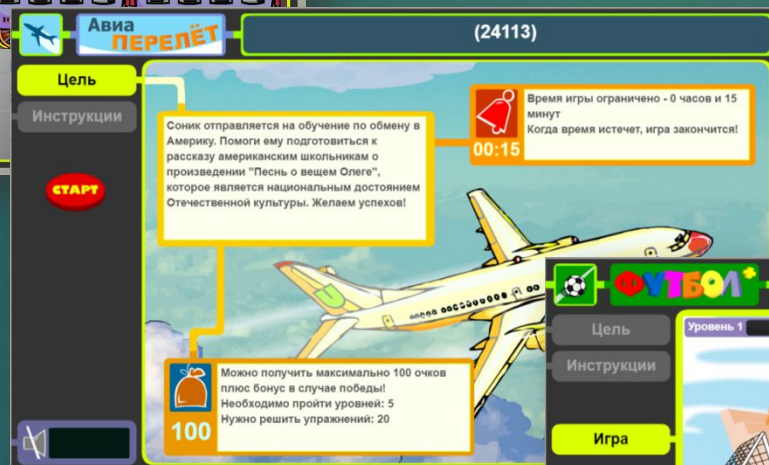 Авиа
ПЕРЕЛЁТ
(24113)
Цель
Инструкции
СТАРТ
Соник отправляется на обучение по обмену в
Америку. Помоги ему подготовиться к
рассказу американским школьникам о
произведении "Песнь о вещем Олеге",
которое является национальным достоянием
Отечественной культуры. Желаем успехов!
Время игры ограничено - 0 часов и 15
минут
Когда время истечет, игра закончится!
00:15
Можно получить максимально 100 очков
плюс бонус в случае победы!
Необходимо пройти уровней: 5
Нужно решить упражнений: 20
100
ФУТБОЛ
Цель
Инструкции
Игра
Уровень 1